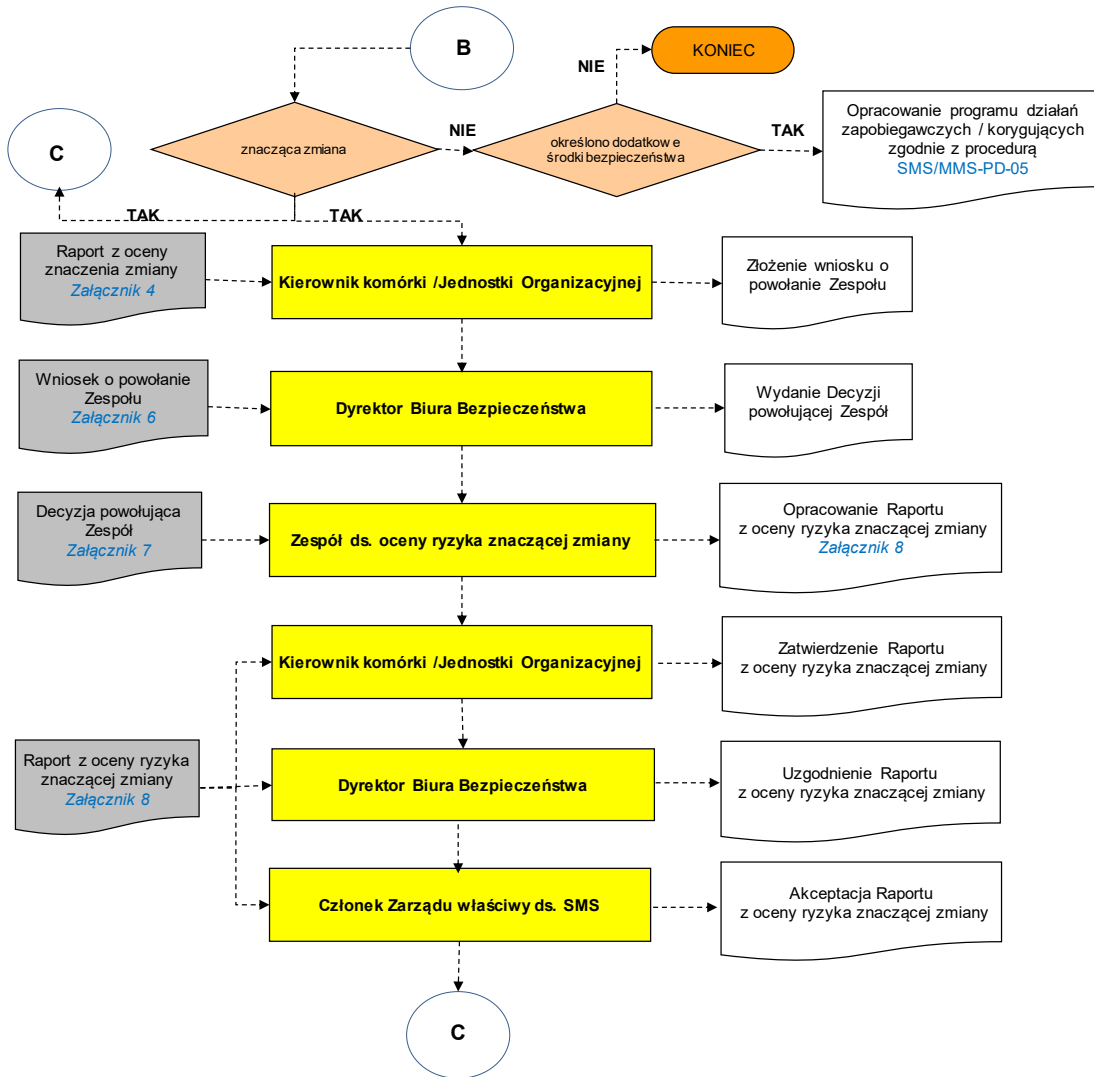 B
KONIEC
NIE
C
znacząca zmiana
NIE
określono dodatkow e
środki bezpieczeństwa
TAK
Opracowanie programu działań
zapobiegawczych / korygujących
zgodnie z procedurą
SMS/MMS-PD-05
TAK
TAK
Raport z oceny
znaczenia zmiany
Załącznik 4
Kierownik komórki /Jednostki Organizacyjnej
Złożenie wniosku o
powołanie Zespołu
Wniosek o powołanie
Zespołu
Załącznik 6
Dyrektor Biura Bezpieczeństwa
Wydanie Decyzji
powołującej Zespół
Decyzja powołująca
Zespół
Załącznik 7
Zespół ds. oceny ryzyka znaczącej zmiany
Opracowanie Raportu
z oceny ryzyka znaczącej zmiany
Załącznik 8
Kierownik komórki /Jednostki Organizacyjnej
Zatwierdzenie Raportu
z oceny ryzyka znaczącej zmiany
Raport z oceny ryzyka
znaczącej zmiany
Załącznik 8
Dyrektor Biura Bezpieczeństwa
Uzgodnienie Raportu
z oceny ryzyka znaczącej zmiany
Członek Zarządu właściwy ds. SMS
Akceptacja Raportu
z oceny ryzyka znaczącej zmiany
C